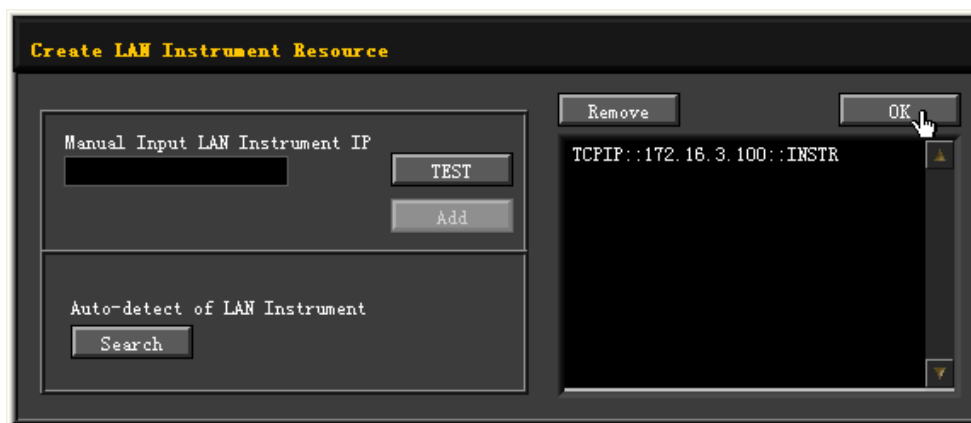 Create LAN Instrument Resource
Remove
OK
Manual Input LAN Instrument IP
TCPIP::172.16.3.100::INSTR
TEST
Add
Auto-detect of LAN Instrument
Search